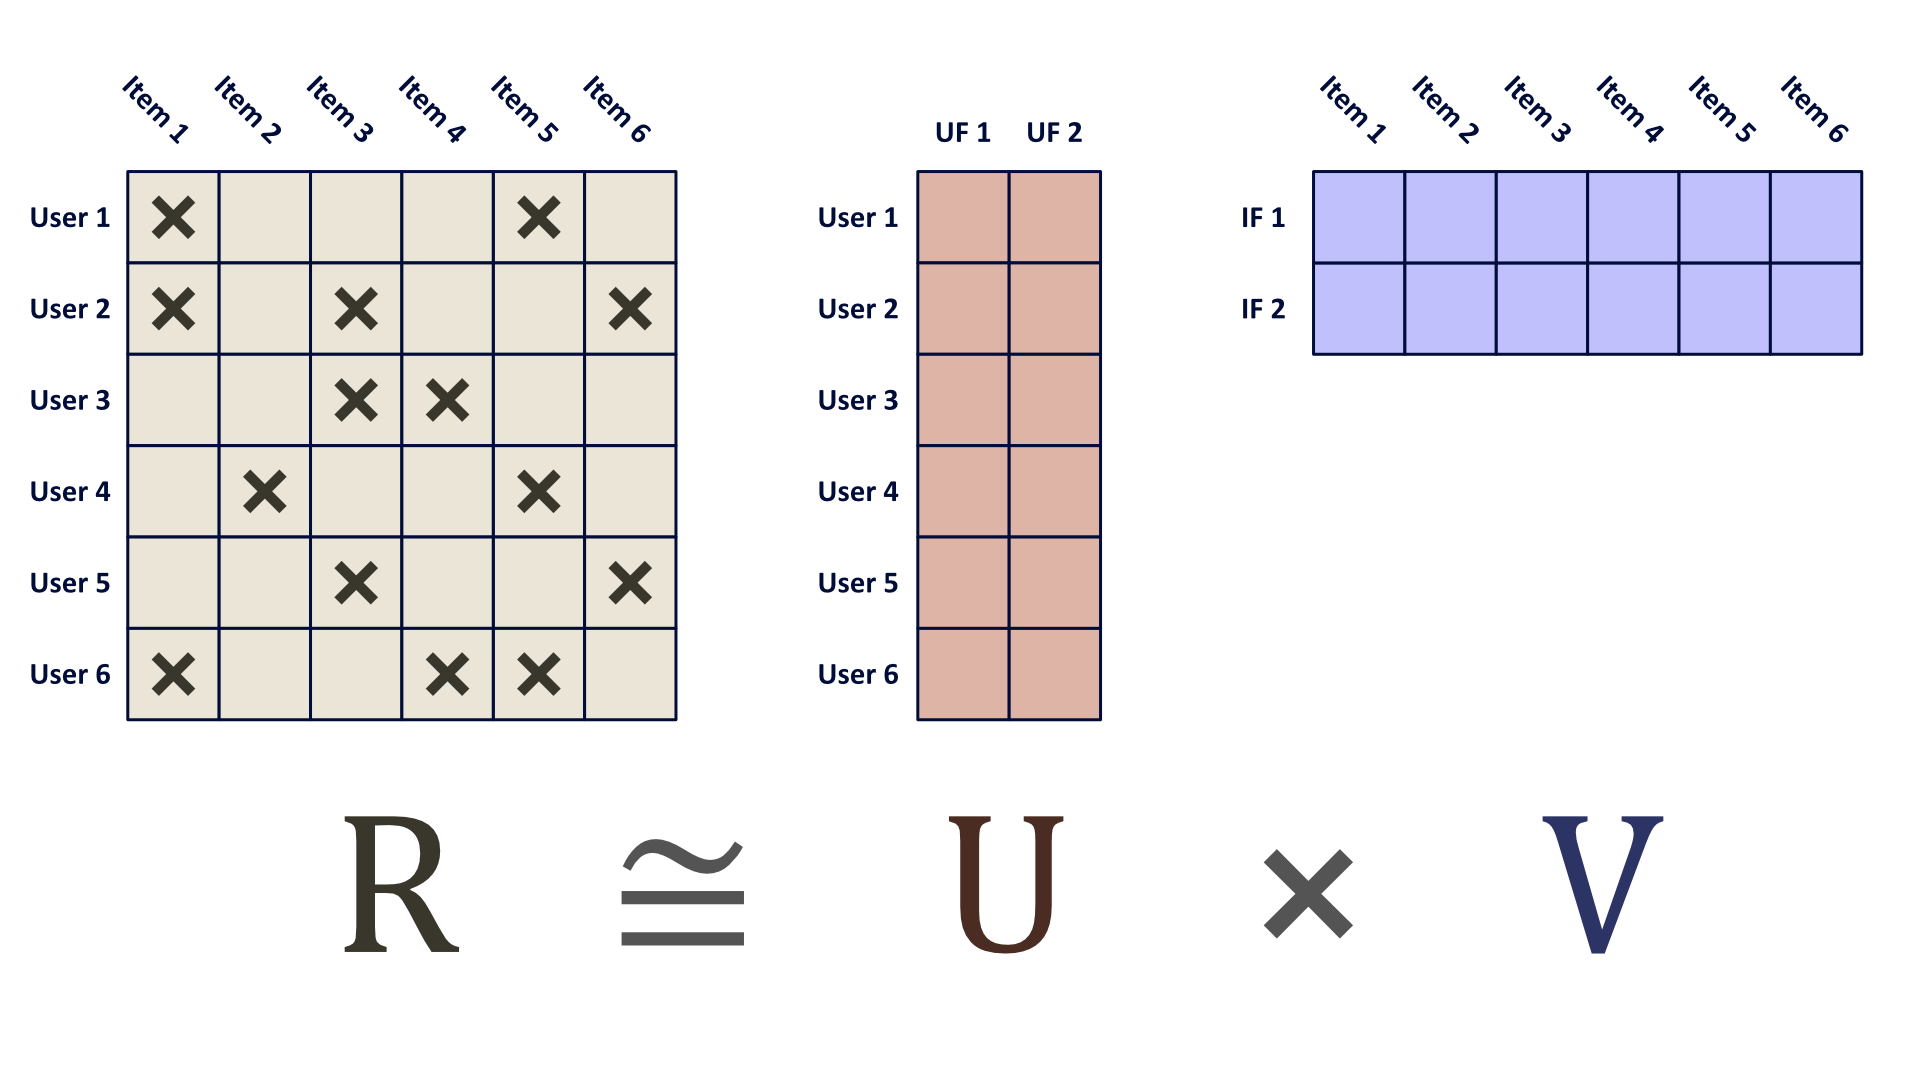 Item 1 Item 2 Item 3 Item 4 Item 5 Item 6
User 1 × ×
User 2 × × ×
User 3 × ×
User 4 × ×
User 5 × ×
User 6 × × ×
UF 1 UF 2
User 1
User 2
User 3
User 4
User 5
User 6
Item 1 Item 2 Item 3 Item 4 Item 5 Item 6
IF 1
IF 2
R ≅ U × V